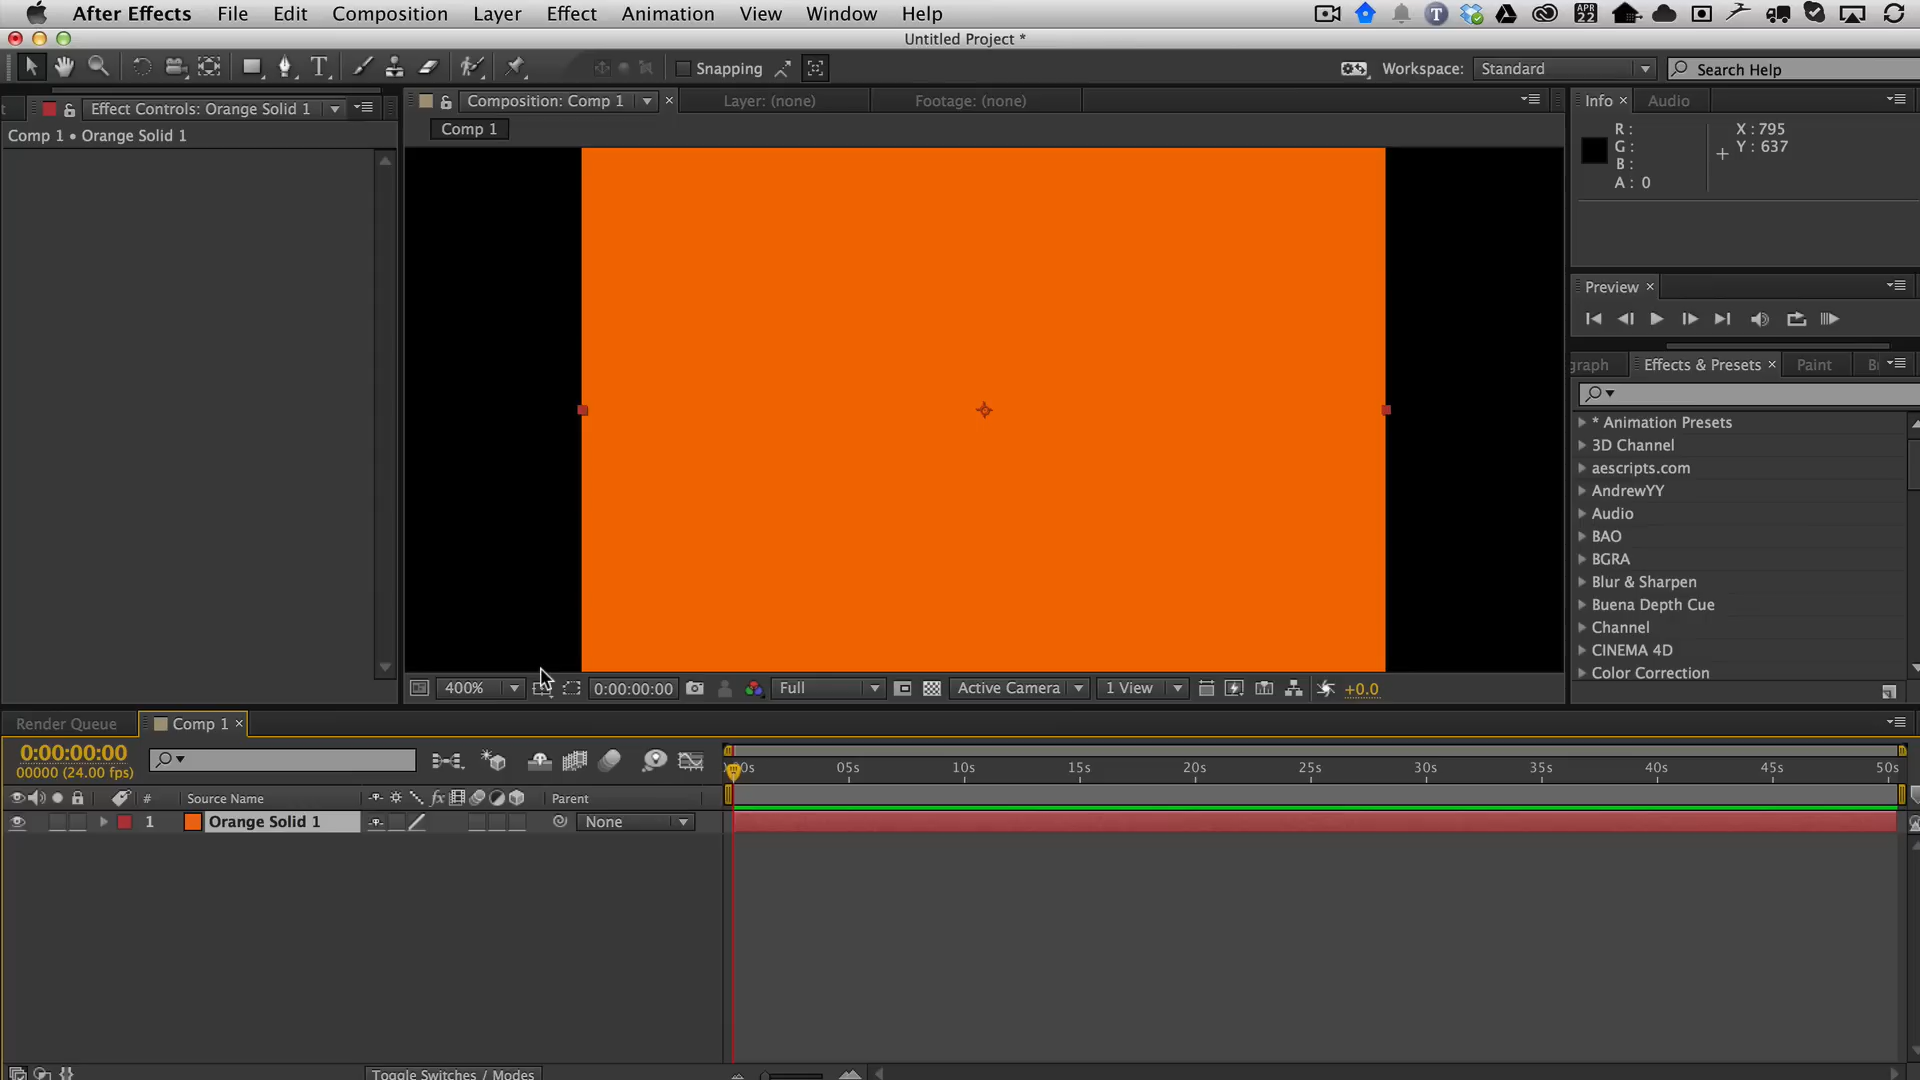 After Effects File Edit Composition Layer Effect Animation View Window Help
T APR 22
Untitled Project *
T Snapping Workspace: Standard Search Help
Effect Controls: Orange Solid 1 Composition: Comp 1 × Layer: (none) Footage: (none) Info × Audio
Comp 1 • Orange Solid 1 Comp 1
R : X : 795
G : Y : 637
B :
A : 0
Preview ×
graph Effects & Presets × Paint
* Animation Presets
3D Channel
aescripts.com
AndrewYY
Audio
BAO
BGRA
Blur & Sharpen
Buena Depth Cue
Channel
CINEMA 4D
Color Correction
400% 0:00:00:00 Full Active Camera 1 View +0.0
Render Queue Comp 1 ×
0:00:00:00
00000 (24.00 fps)
05s 10s 15s 20s 25s 30s 35s 40s 45s 50s
# Source Name fx Parent
1 Orange Solid 1 None
Toggle Switches / Modes